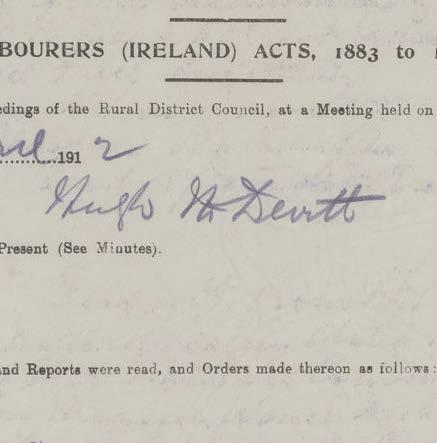 BOURERS (IRELAND) ACTS, 1883 to
edings of the Rural District Council, at a Meeting held on
............191 2
Hugh McDevitt
Present (See Minutes).
nd Reports were read, and Orders made thereon as follows: